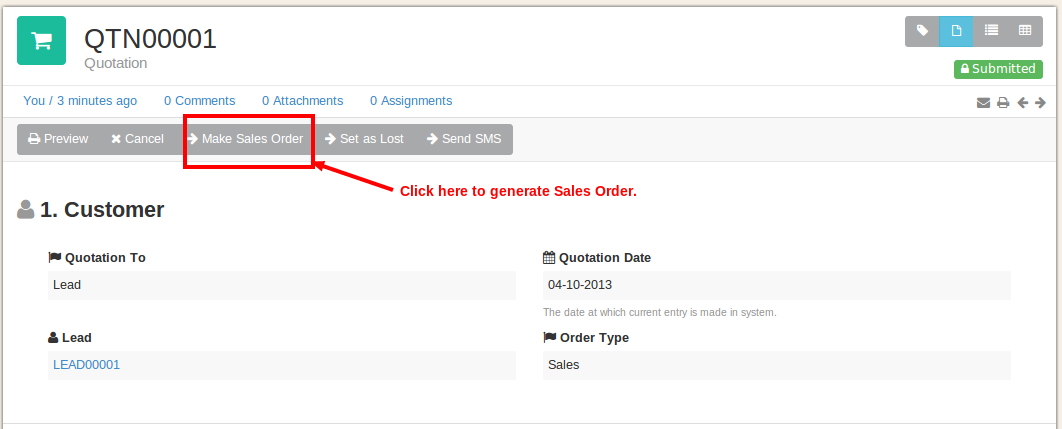 QTN00001
Quotation
Submitted
You / 3 minutes ago 0 Comments 0 Attachments 0 Assignments
Preview Cancel Make Sales Order Set as Lost Send SMS
Click here to generate Sales Order.
1. Customer
Quotation To Quotation Date
Lead 04-10-2013
The date at which current entry is made in system.
Lead Order Type
LEAD00001 Sales